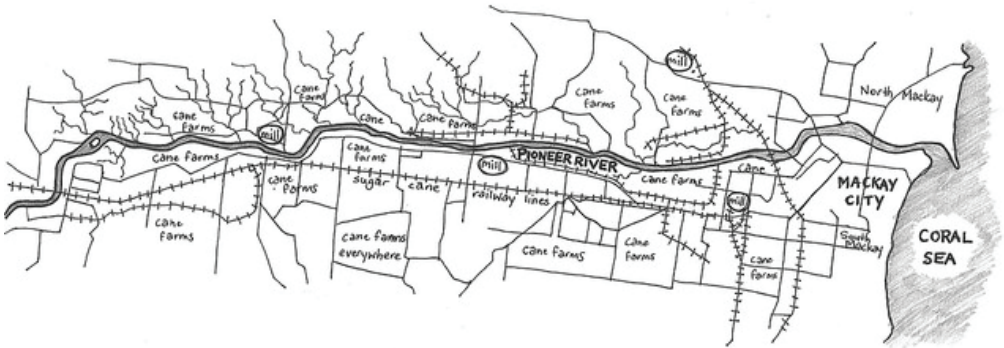 mill
cane
farms
North Mackay
cane
farms
cane
farms
cane
farms
cane
cane farms
mill
cane farms
cane
farms
mill
PIONEER RIVER
cane farms
cane
MACKAY
CITY
cane
farms
sugar cane railway lines
mill
cane
farms
cane farms
everywhere
cane farms
cane
farms
cane
farms
South
Mackay
CORAL
SEA